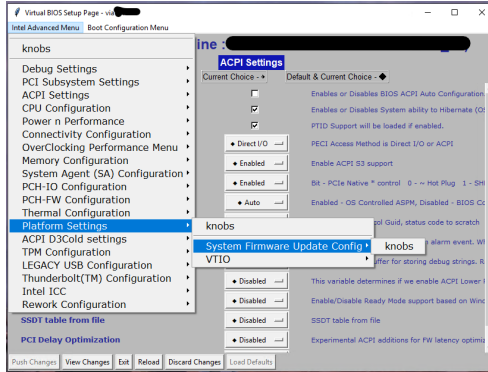 Virtual BIOS Setup Page - via
Intel Advanced Menu Boot Configuration Menu
ine :
knobs
ACPI Settings
Current Choice - Default & Current Choice -
Debug Settings
PCI Subsystem Settings
ACPI Settings
CPU Configuration
Power n Performance
Connectivity Configuration
OverClocking Performance Menu
Memory Configuration
System Agent (SA) Configuration
PCH-IO Configuration
PCH-FW Configuration
Thermal Configuration
Platform Settings
ACPI D3Cold settings
TPM Configuration
LEGACY USB Configuration
Thunderbolt(TM) Configuration
Intel ICC
Rework Configuration
knobs
System Firmware Update Config
VTIO
knobs
Enables or Disables BIOS ACPI Auto Configuration
Enables or Disables System ability to Hibernate (OS
PTID Support will be loaded if enabled.
Direct I/O PECI Access Method is Direct I/O or ACPI
Enabled Enable ACPI S3 support
Enabled Bit - PCIe Native * control 0 - ~ Hot Plug 1 - SH
Auto Enabled - OS Controlled ASPM, Disabled - BIOS Co
col Guid, status code to scratch
alarm event. Wh
uffer for storing debug strings. R
Disabled This variable determines if we enable ACPI Lower
Disabled Enable/Disable Ready Mode support based on Wind
SSDT table from file Disabled SSDT table from file
PCI Delay Optimization Disabled Experimental ACPI additions for FW latency optimiz
Push Changes View Changes Exit Reload Discard Changes Load Defaults